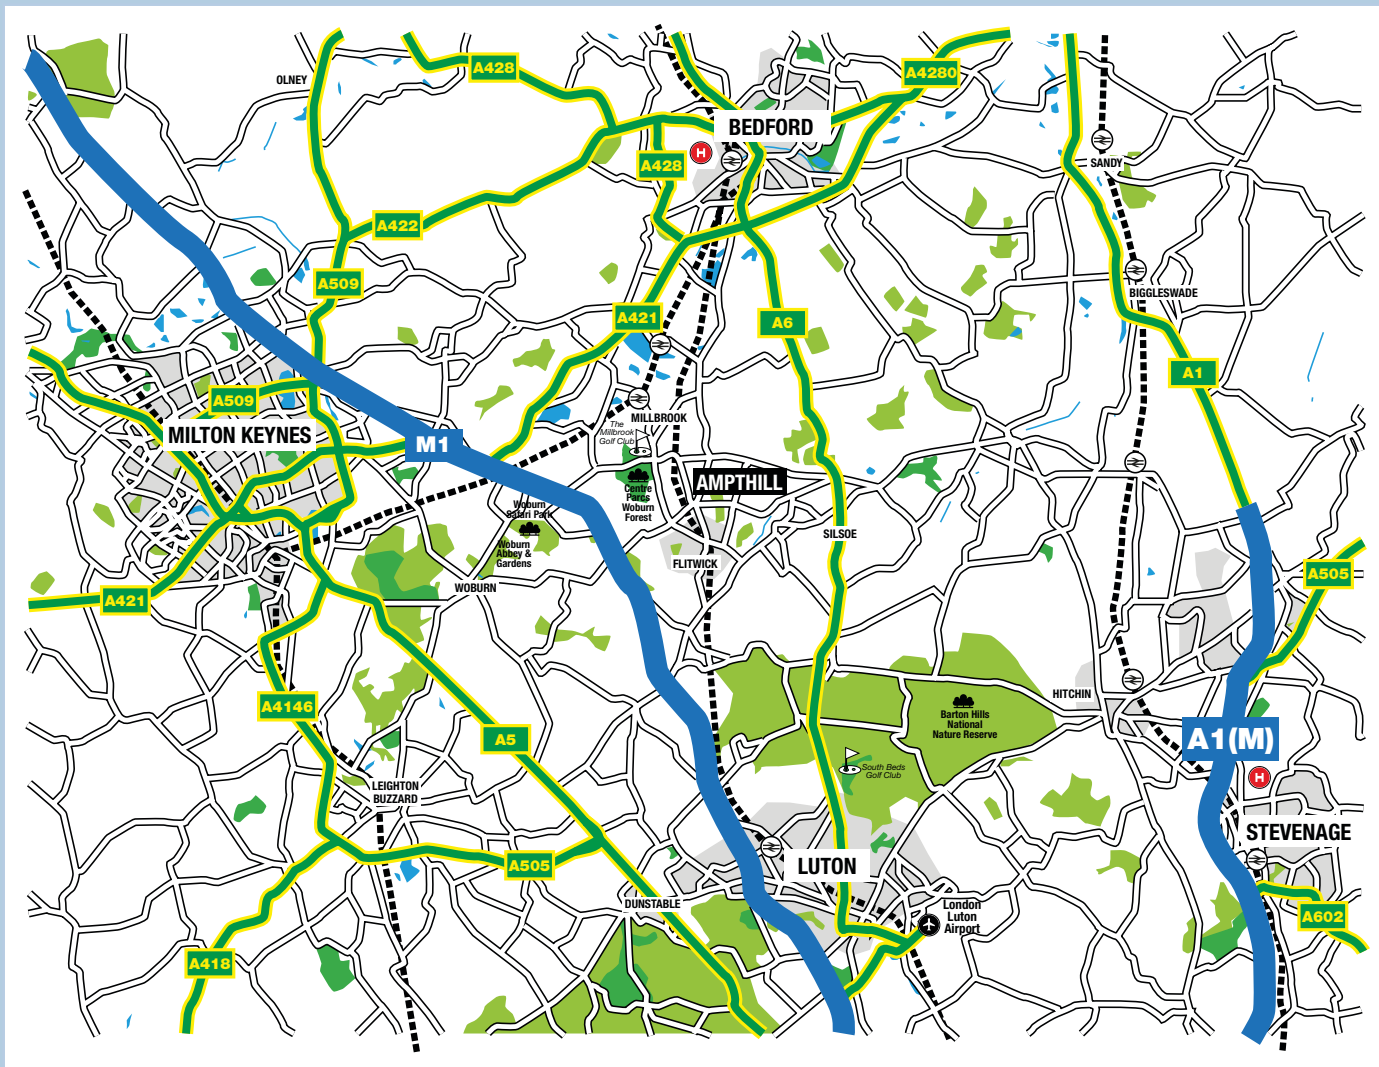 OLNEY
A428
A4280
BEDFORD
H
A428
SANDY
A422
A509
BIGGLESWADE
A421
A6
A1
A509
MILLBROOK
The
Millbrook
Golf Club
MILTON KEYNES
M1
AMPTHILL
Centre
Parcs
Woburn
Forest
Woburn
Safari Park
Woburn
Abbey &
Gardens
SILSOE
FLITWICK
A505
WOBURN
A421
HITCHIN
A4146
Barton Hills
National
Nature Reserve
A5
A1(M)
South Beds
Golf Club
H
LEIGHTON
BUZZARD
STEVENAGE
A505
LUTON
DUNSTABLE
London
Luton
Airport
A602
A418